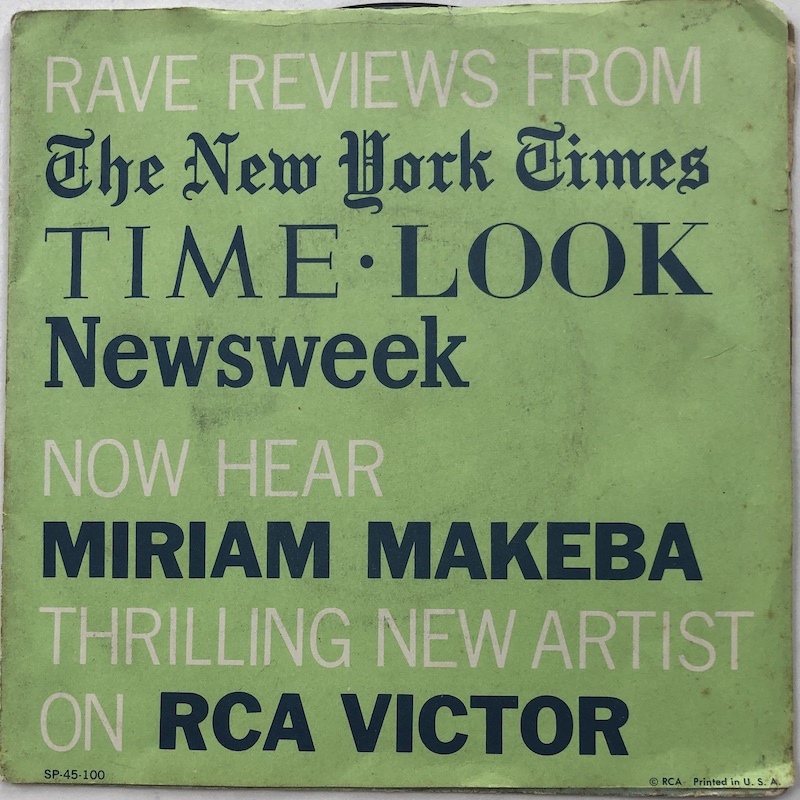 RAVE REVIEWS FROM
The New York Times
TIME·LOOK
Newsweek
NOW HEAR
MIRIAM MAKEBA
THRILLING NEW ARTIST
ON RCA VICTOR
SP-45-100
© RCA Printed in U. S. A.